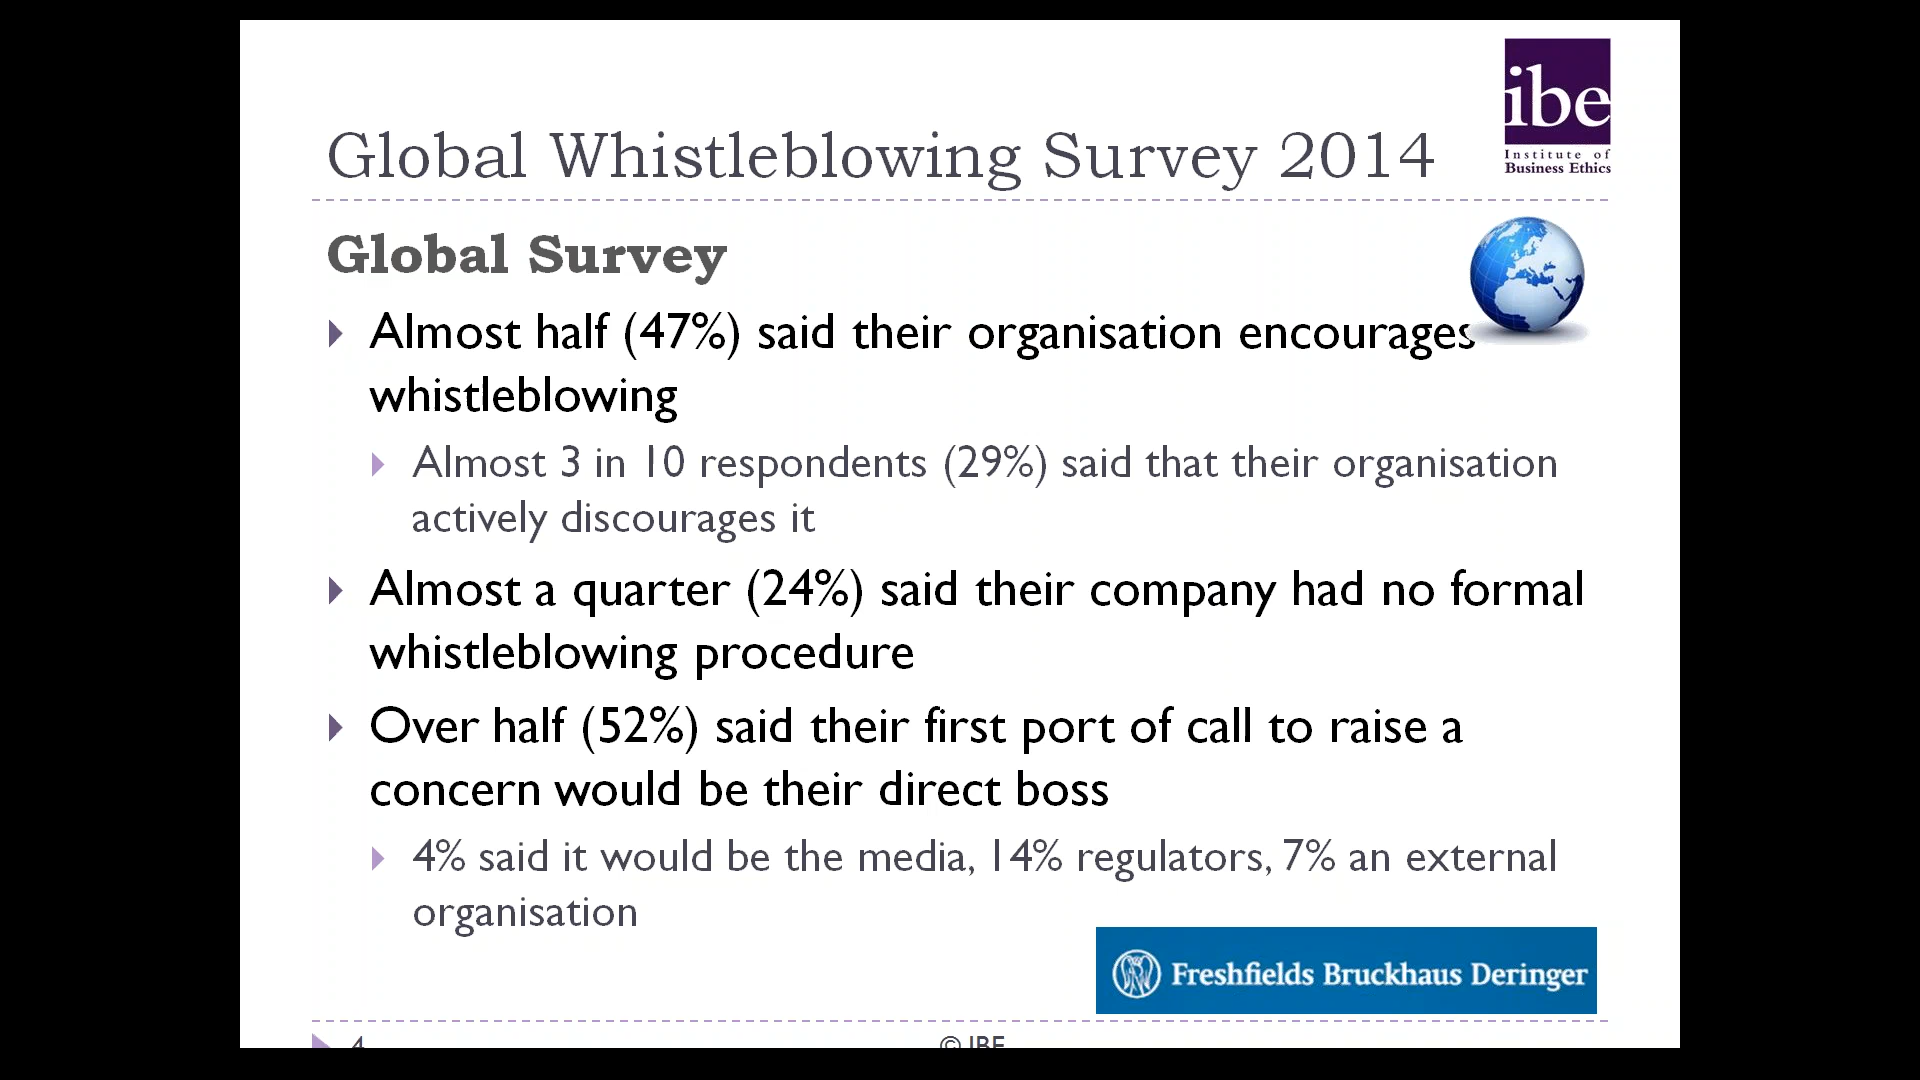 ibe
Institute of
Business Ethics
Global Whistleblowing Survey 2014
Global Survey
Almost half (47%) said their organisation encourages
whistleblowing
Almost 3 in 10 respondents (29%) said that their organisation
actively discourages it
Almost a quarter (24%) said their company had no formal
whistleblowing procedure
Over half (52%) said their first port of call to raise a
concern would be their direct boss
4% said it would be the media, 14% regulators, 7% an external
organisation
Freshfields Bruckhaus Deringer
4
© IBE